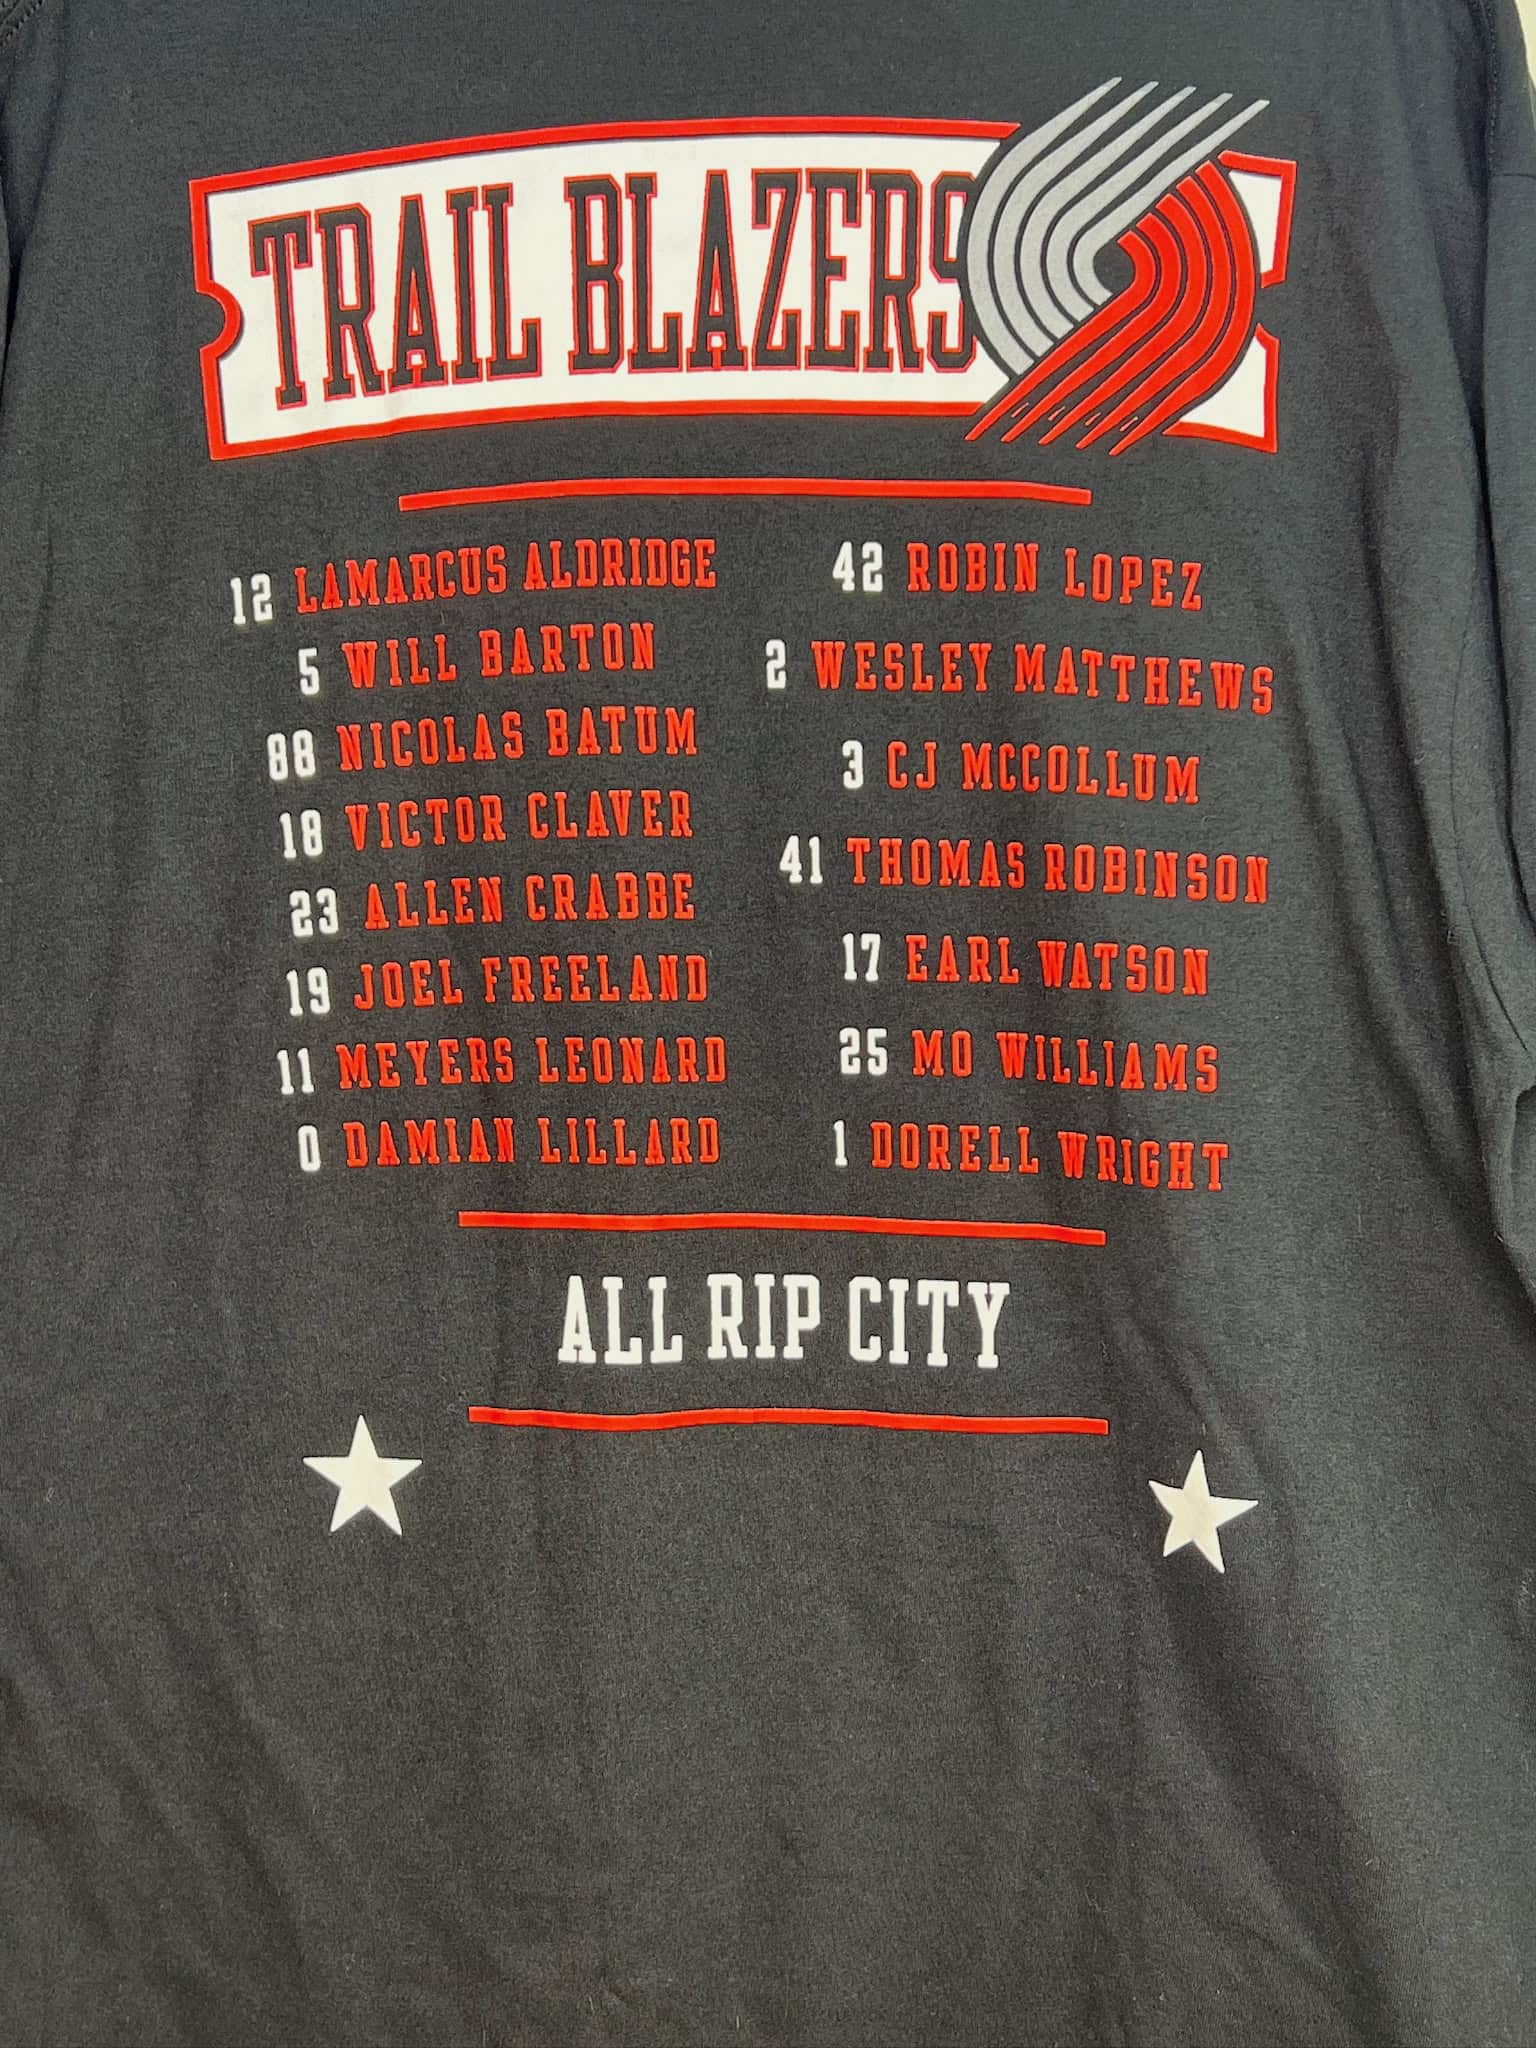 TRAIL BLAZERS
12 LAMARCUS ALDRIDGE
5 WILL BARTON
88 NICOLAS BATUM
18 VICTOR CLAVER
23 ALLEN CRABBE
19 JOEL FREELAND
11 MEYERS LEONARD
0 DAMIAN LILLARD
42 ROBIN LOPEZ
2 WESLEY MATTHEWS
3 CJ MCCOLLUM
41 THOMAS ROBINSON
17 EARL WATSON
25 MO WILLIAMS
1 DORELL WRIGHT
ALL RIP CITY